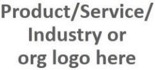 Product/Service/
Industry or
org logo here